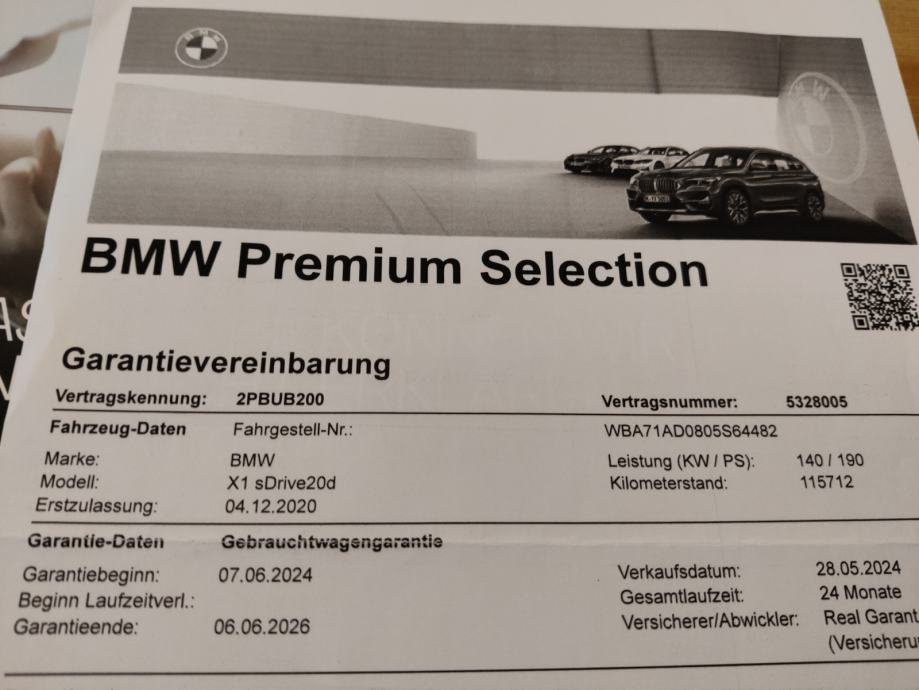 BMW
BMW Premium Selection
Garantievereinbarung
Vertragskennung: 2PBUB200 Vertragsnummer: 5328005
Fahrzeug-Daten Fahrgestell-Nr.: WBA71AD0805S64482
Marke: BMW Leistung (KW / PS): 140 / 190
Modell: X1 sDrive20d Kilometerstand: 115712
Erstzulassung: 04.12.2020
Garantie-Daten Gebrauchtwagengarantie
Garantiebeginn: 07.06.2024 Verkaufsdatum: 28.05.2024
Beginn Laufzeitverl.: Gesamtlaufzeit: 24 Monate
Garantieende: 06.06.2026 Versicherer/Abwickler: Real Garant
(Versicheru